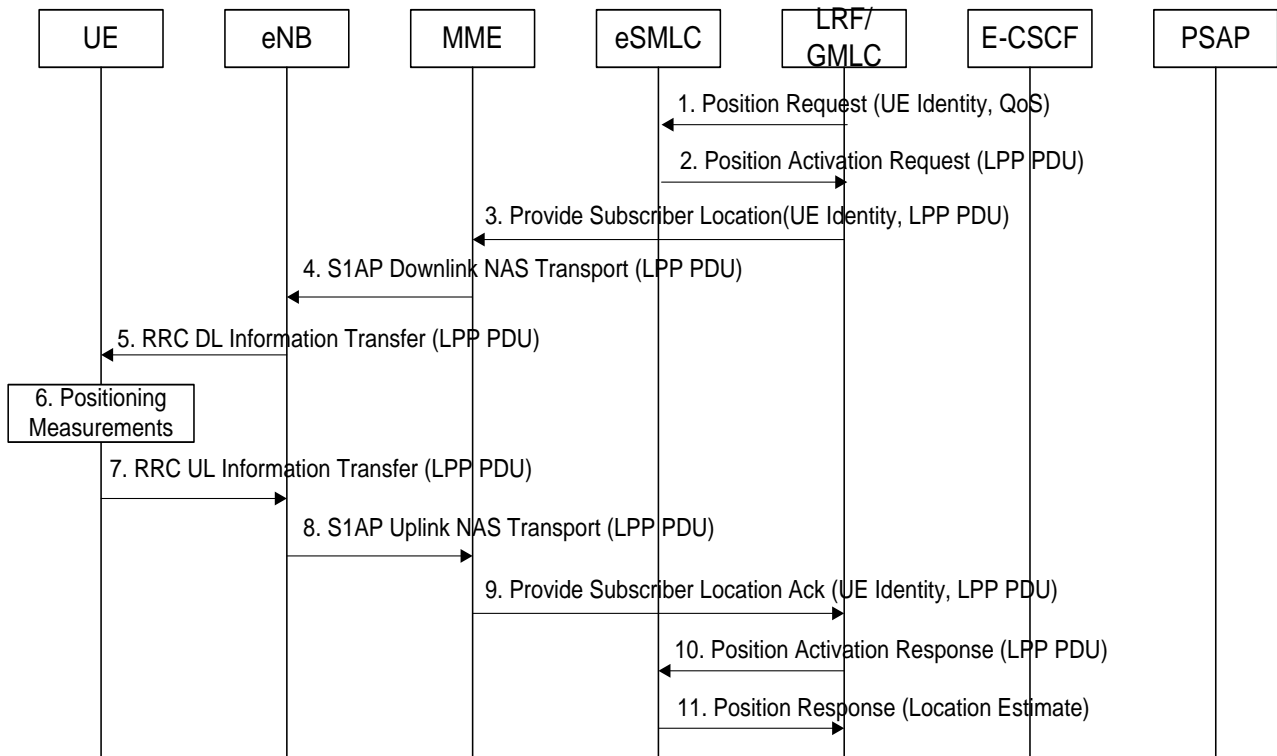 UE
eNB
MME
eSMLC
LRF/
GMLC
E-CSCF
PSAP
1. Position Request (UE Identity, QoS)
2. Position Activation Request (LPP PDU)
3. Provide Subscriber Location(UE Identity, LPP PDU)
4. S1AP Downlink NAS Transport (LPP PDU)
5. RRC DL Information Transfer (LPP PDU)
6. Positioning
Measurements
7. RRC UL Information Transfer (LPP PDU)
8. S1AP Uplink NAS Transport (LPP PDU)
9. Provide Subscriber Location Ack (UE Identity, LPP PDU)
10. Position Activation Response (LPP PDU)
11. Position Response (Location Estimate)